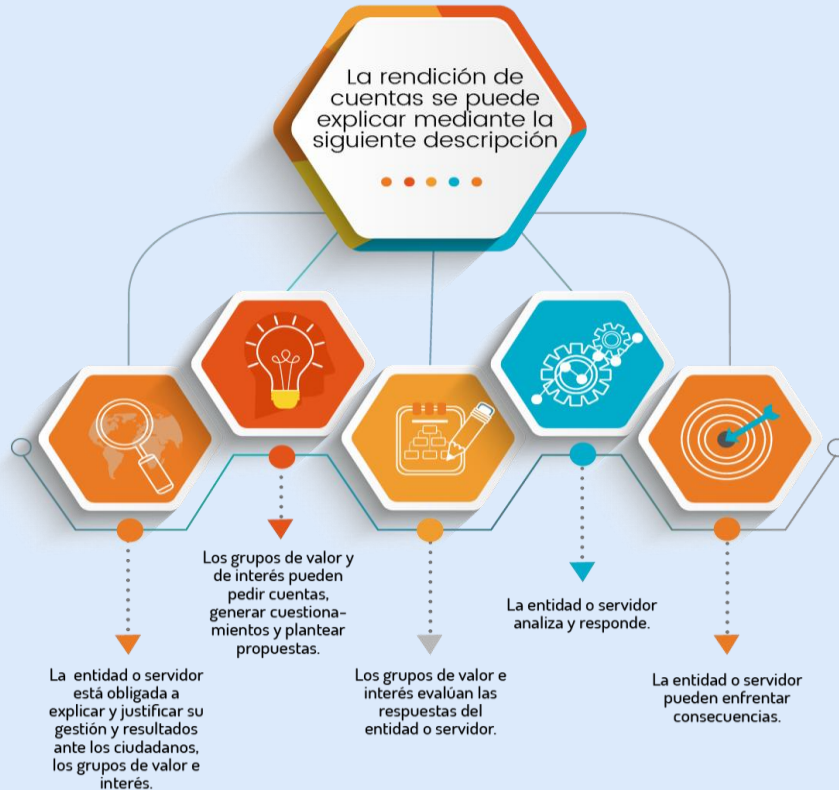 La rendición de
cuentas se puede
explicar mediante la
siguiente descripción
La entidad o servidor
está obligada a
explicar y justificar su
gestión y resultados
ante los ciudadanos,
los grupos de valor e
interés.
Los grupos de valor y
de interés pueden
pedir cuentas,
generar cuestiona-
mientos y plantear
propuestas.
Los grupos de valor e
interés evalúan las
respuestas del
entidad o servidor.
La entidad o servidor
analiza y responde.
La entidad o servidor
pueden enfrentar
consecuencias.